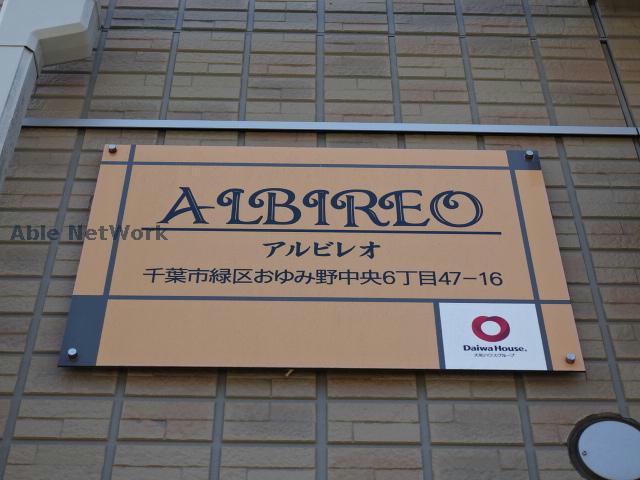 ALBIREO
アルビレオ
千葉市緑区おゆみ野中央6丁目47-16
Able NetWork
Daiwa House®
大和ハウスグループ